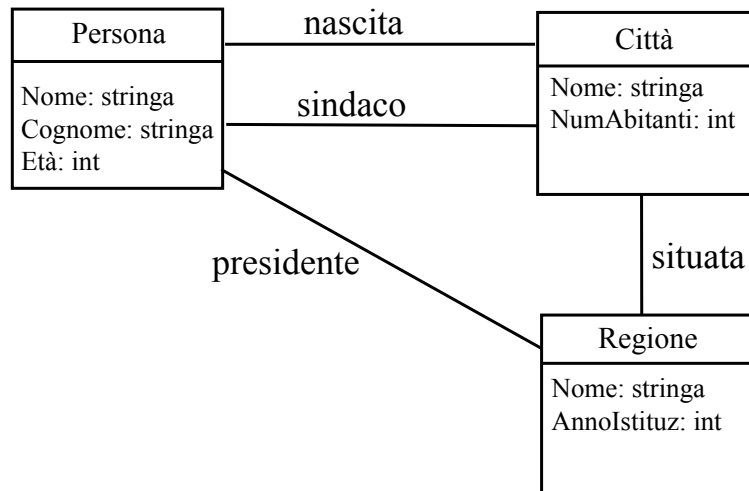 Persona
nascita
Città
Nome: stringa
Cognome: stringa
Età: int
sindaco
Nome: stringa
NumAbitanti: int
presidente
situata
Regione
Nome: stringa
AnnoIstituz: int